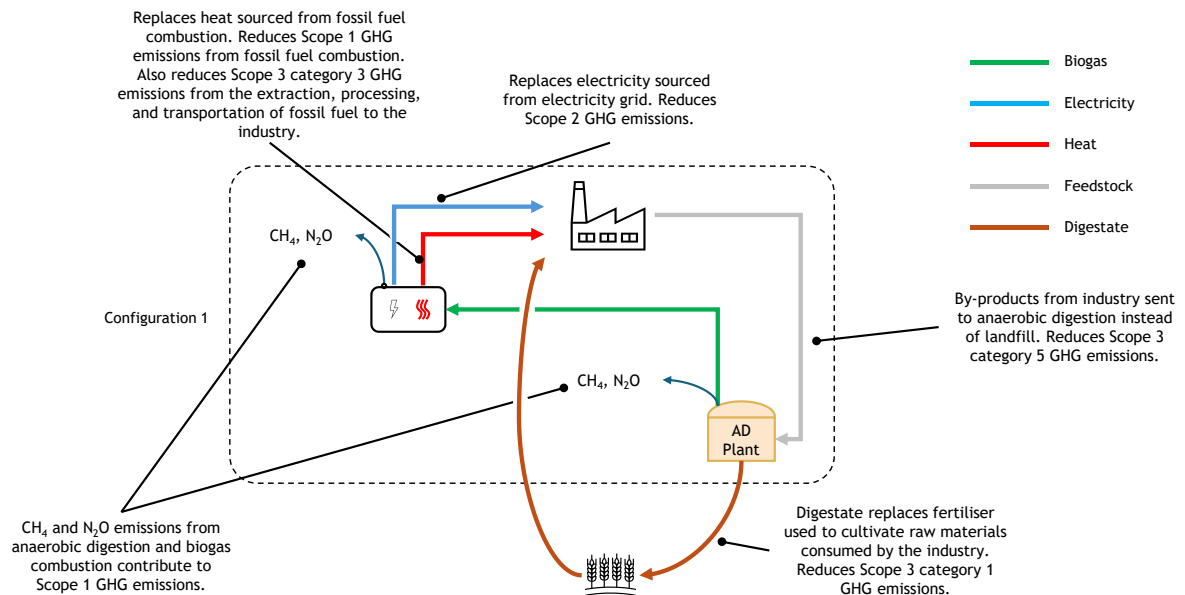 Replaces heat sourced from fossil fuel
combustion. Reduces Scope 1 GHG
emissions from fossil fuel combustion.
Also reduces Scope 3 category 3 GHG
emissions from the extraction, processing,
and transportation of fossil fuel to the
industry.
Replaces electricity sourced
from electricity grid. Reduces
Scope 2 GHG emissions.
Biogas
Electricity
Heat
Feedstock
Digestate
CH₄, N₂O
Configuration 1
By-products from industry sent
to anaerobic digestion instead
of landfill. Reduces Scope 3
category 5 GHG emissions.
CH₄, N₂O
AD
Plant
CH₄ and N₂O emissions from
anaerobic digestion and biogas
combustion contribute to
Scope 1 GHG emissions.
Digestate replaces fertiliser
used to cultivate raw materials
consumed by the industry.
Reduces Scope 3 category 1
GHG emissions.